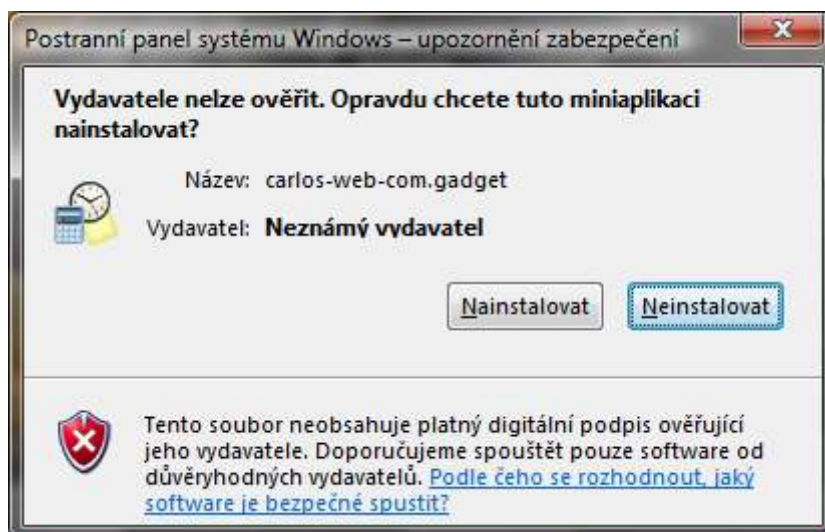 Postranní panel systému Windows – upozornění zabezpečení
Vydavatele nelze ověřit. Opravdu chcete tuto miniaplikaci
nainstalovat?
Název: carlos-web-com.gadget
Vydavatel: Neznámý vydavatel
Nainstalovat Neinstalovat
Tento soubor neobsahuje platný digitální podpis ověřující
jeho vydavatele. Doporučujeme spouštět pouze software od
důvěryhodných vydavatelů. Podle čeho se rozhodnout, jaký
software je bezpečné spustit?